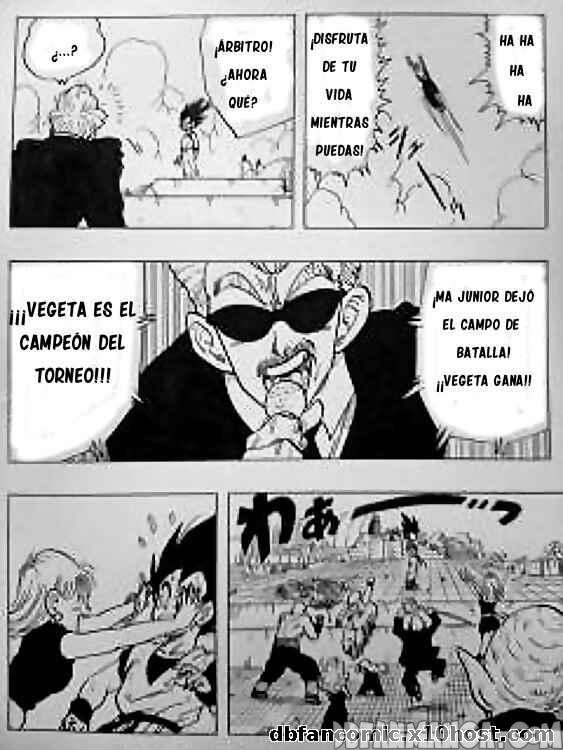 HA HA
HA
HA
¡DISFRUTA
DE TU
VIDA
MIENTRAS
PUEDAS!
¡ÁRBITRO!
¿AHORA
QUÉ?
¿...?
¡MA JUNIOR DEJÓ
EL CAMPO DE
BATALLA!
¡¡VEGETA GANA!!
¡¡¡VEGETA ES EL
CAMPEÓN DEL
TORNEO!!!
わぁーっ
dbfancomic.x10host.com